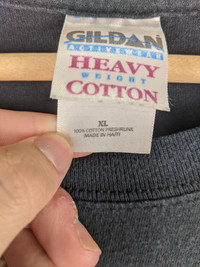 GILDAN
ACTIVEWEAR
HEAVY
WEIGHT
COTTON
XL
100% COTTON PRESHRUNK
MADE IN HAITI